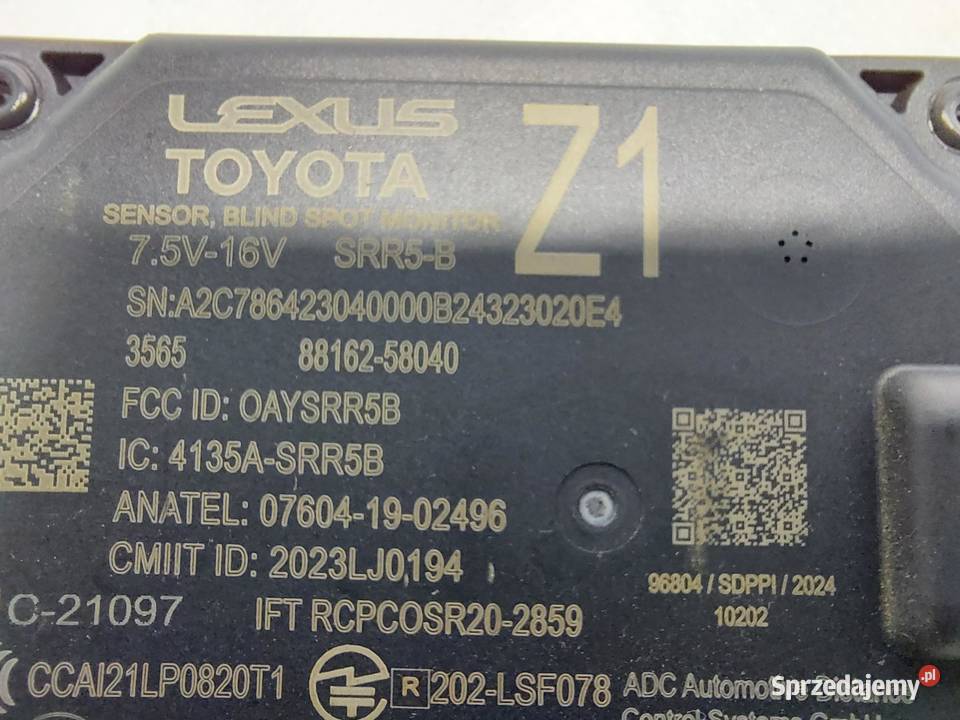 LEXUS
TOYOTA
Z1
SENSOR, BLIND SPOT MONITOR
7.5V-16V SRR5-B
SN:A2C786423040000B24323020E4
3565 88162-58040
FCC ID: OAYSRR5B
IC: 4135A-SRR5B
ANATEL: 07604-19-02496
CMIIT ID: 2023LJ0194
96804 / SDPPI / 2024
10202
C-21097 IFT RCPCOSR20-2859
CCAI21LP0820T1 R 202-LSF078 ADC Automotive Distance
Control Systems
Sprzedajemy.pl